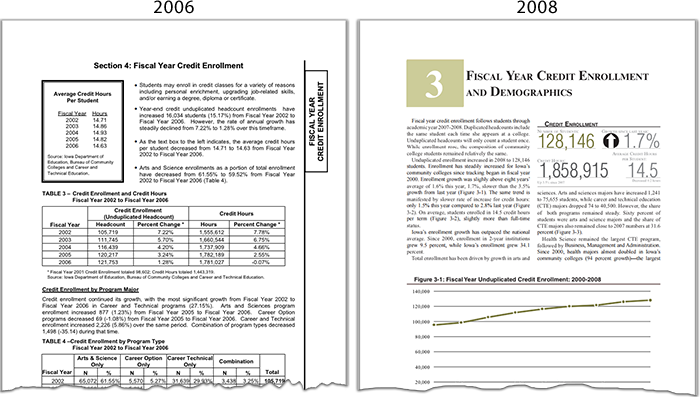 2006
2008
Section 4: Fiscal Year Credit Enrollment
Average Credit Hours
Per Student
Fiscal Year Hours
2002 14.71
2003 14.86
2004 14.93
2005 14.82
2006 14.63
Source: Iowa Department of
Education, Bureau of Community
Colleges and Career and
Technical Education.
• Students may enroll in credit classes for a variety of reasons
including personal enrichment, upgrading job-related skills,
and/or earning a degree, diploma or certificate.
• Year-end credit unduplicated headcount enrollments have
increased 16,034 students (15.17%) from Fiscal Year 2002 to
Fiscal Year 2006. However, the rate of annual growth has
steadily declined from 7.22% to 1.28% over this timeframe.
• As the text box to the left indicates, the average credit hours
per student decreased from 14.71 to 14.63 from Fiscal Year
2002 to Fiscal Year 2006.
• Arts and Science enrollments as a portion of total enrollment
have decreased from 61.55% to 59.52% from Fiscal Year
2002 to Fiscal Year 2006 (Table 4).
FISCAL YEAR
CREDIT ENROLLMENT
TABLE 3 – Credit Enrollment and Credit Hours
Fiscal Year 2002 to Fiscal Year 2006
Credit Enrollment
(Unduplicated Headcount)
Credit Hours
Fiscal Year Headcount Percent Change * Hours Percent Change *
2002 105,719 7.22% 1,555,612 7.78%
2003 111,745 5.70% 1,660,544 6.75%
2004 116,439 4.20% 1,737,909 4.66%
2005 120,217 3.24% 1,782,189 2.55%
2006 121,753 1.28% 1,781,027 -0.07%
* Fiscal Year 2001 Credit Enrollment totaled 98,602; Credit Hours totaled 1,443,319.
Source: Iowa Department of Education, Bureau of Community Colleges and Career and Technical Education.
Credit Enrollment by Program Major
Credit enrollment continued its growth, with the most significant growth from Fiscal Year 2002 to
Fiscal Year 2006 in Career and Technical programs (27.15%). Arts and Sciences program
enrollment increased 877 (1.23%) from Fiscal Year 2005 to Fiscal Year 2006. Career Option
programs decreased 69 (-1.08%) from Fiscal Year 2005 to Fiscal Year 2006. Career and Technical
enrollment increased 2,226 (5.86%) over the same period. Combination of program types decreased
1,498 (-35.14) during that time.
TABLE 4 –Credit Enrollment by Program Type
Fiscal Year 2002 to Fiscal Year 2006
Arts & Science Only Career Option Only Career Technical Only Combination
Fiscal Year N % N % N % N % Total
2002 65,072 61.55% 5,570 5.27% 31,639 29.93% 3,438 3.25% 105,719
3
FISCAL YEAR CREDIT ENROLLMENT
AND DEMOGRAPHICS
Fiscal year credit enrollment follows students through
academic year 2007-2008. Duplicated headcounts include
the same student each time she appears at a college.
Unduplicated headcounts will only count a student once.
While enrollment rose, the composition of community
college students remained relatively the same.
Unduplicated enrollment increased in 2008 to 128,146
students. Enrollment has steadily increased for Iowa's
community colleges since tracking began in fiscal year
2000. Enrollment growth was slightly above eight years'
average of 1.6% this year, 1.7%, slower than the 3.5%
growth from last year (Figure 3-1). The same trend is
manifested by slower rate of increase for credit hours:
only 1.5% this year compared to 2.8% last year (Figure
3-2). On average, students enrolled in 14.5 credit hours
per term (Figure 3-2), slightly more than full-time
status.
Iowa's enrollment growth has outpaced the national
average. Since 2000, enrollment in 2-year institutions
grew 9.5 percent, while Iowa's enrollment grew 34.1
percent.
Total enrollment has been driven by growth in arts and
CREDIT ENROLLMENT
128,146
1.7%
CREDIT HOURS
AVERAGE CREDIT HOURS
PER STUDENT
1,858,915
14.5
sciences. Arts and sciences majors have increased 1,241
to 75,655 students, while career and technical education
(CTE) majors dropped 74 to 40,500. However, the share
of both programs remained steady. Sixty percent of
students were arts and science majors and the share of
CTE majors also remained close to 2007 numbers at 31.6
percent (Figure 3-3).
Health Science remained the largest CTE program,
followed by Business, Management and Administration.
Since 2000, health majors almost doubled in Iowa's
community colleges (94 percent growth)—the largest
Figure 3-1: Fiscal Year Unduplicated Credit Enrollment: 2000-2008
140,000
120,000
100,000
80,000
60,000
40,000
20,000